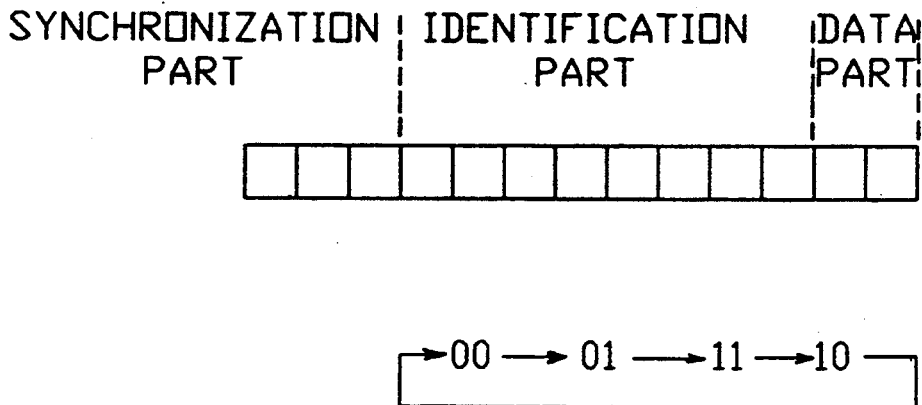 SYNCHRONIZATION IDENTIFICATION DATA
PART PART PART
00 01 11 10